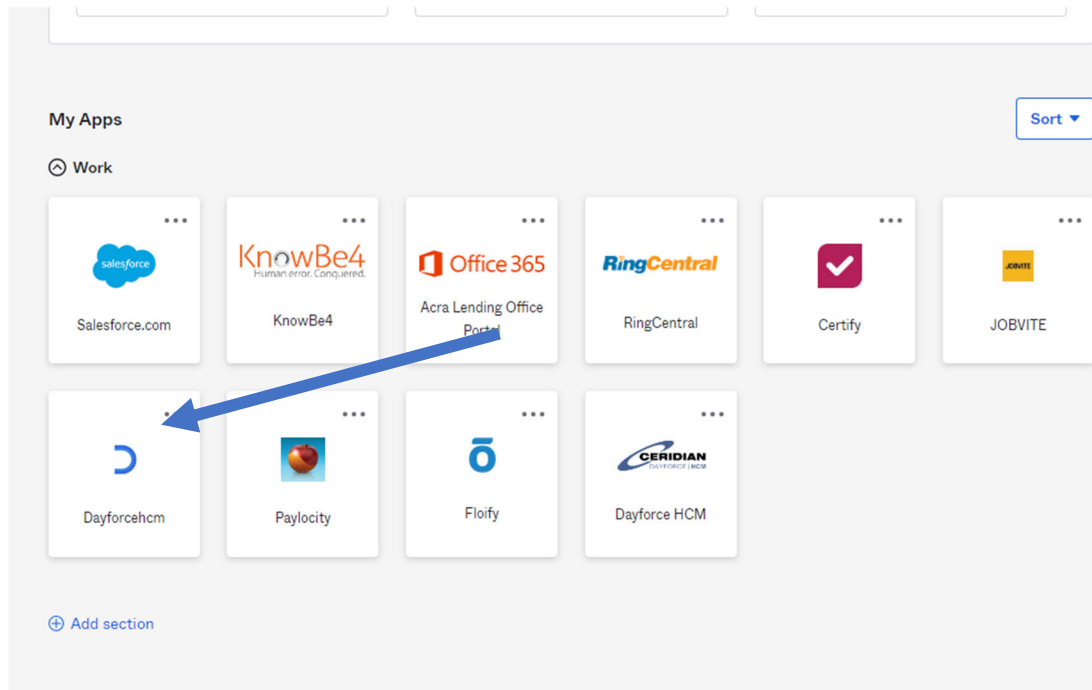 My Apps
Sort
Work
salesforce
Salesforce.com
KnowBe4
Human error. Conquered.
KnowBe4
Office 365
Acra Lending Office
Portal
RingCentral
RingCentral
Certify
JOBVITE
JOBVITE
Dayforcehcm
Paylocity
Floify
CERIDIAN
DAYFORCE | HCM
Dayforce HCM
Add section